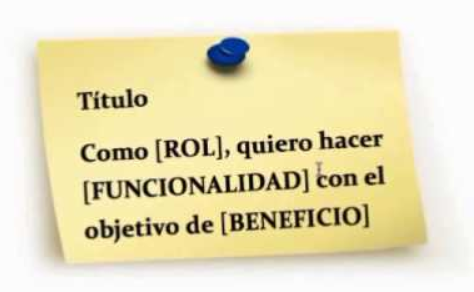 Título
Como [ROL], quiero hacer
[FUNCIONALIDAD] con el
objetivo de [BENEFICIO]